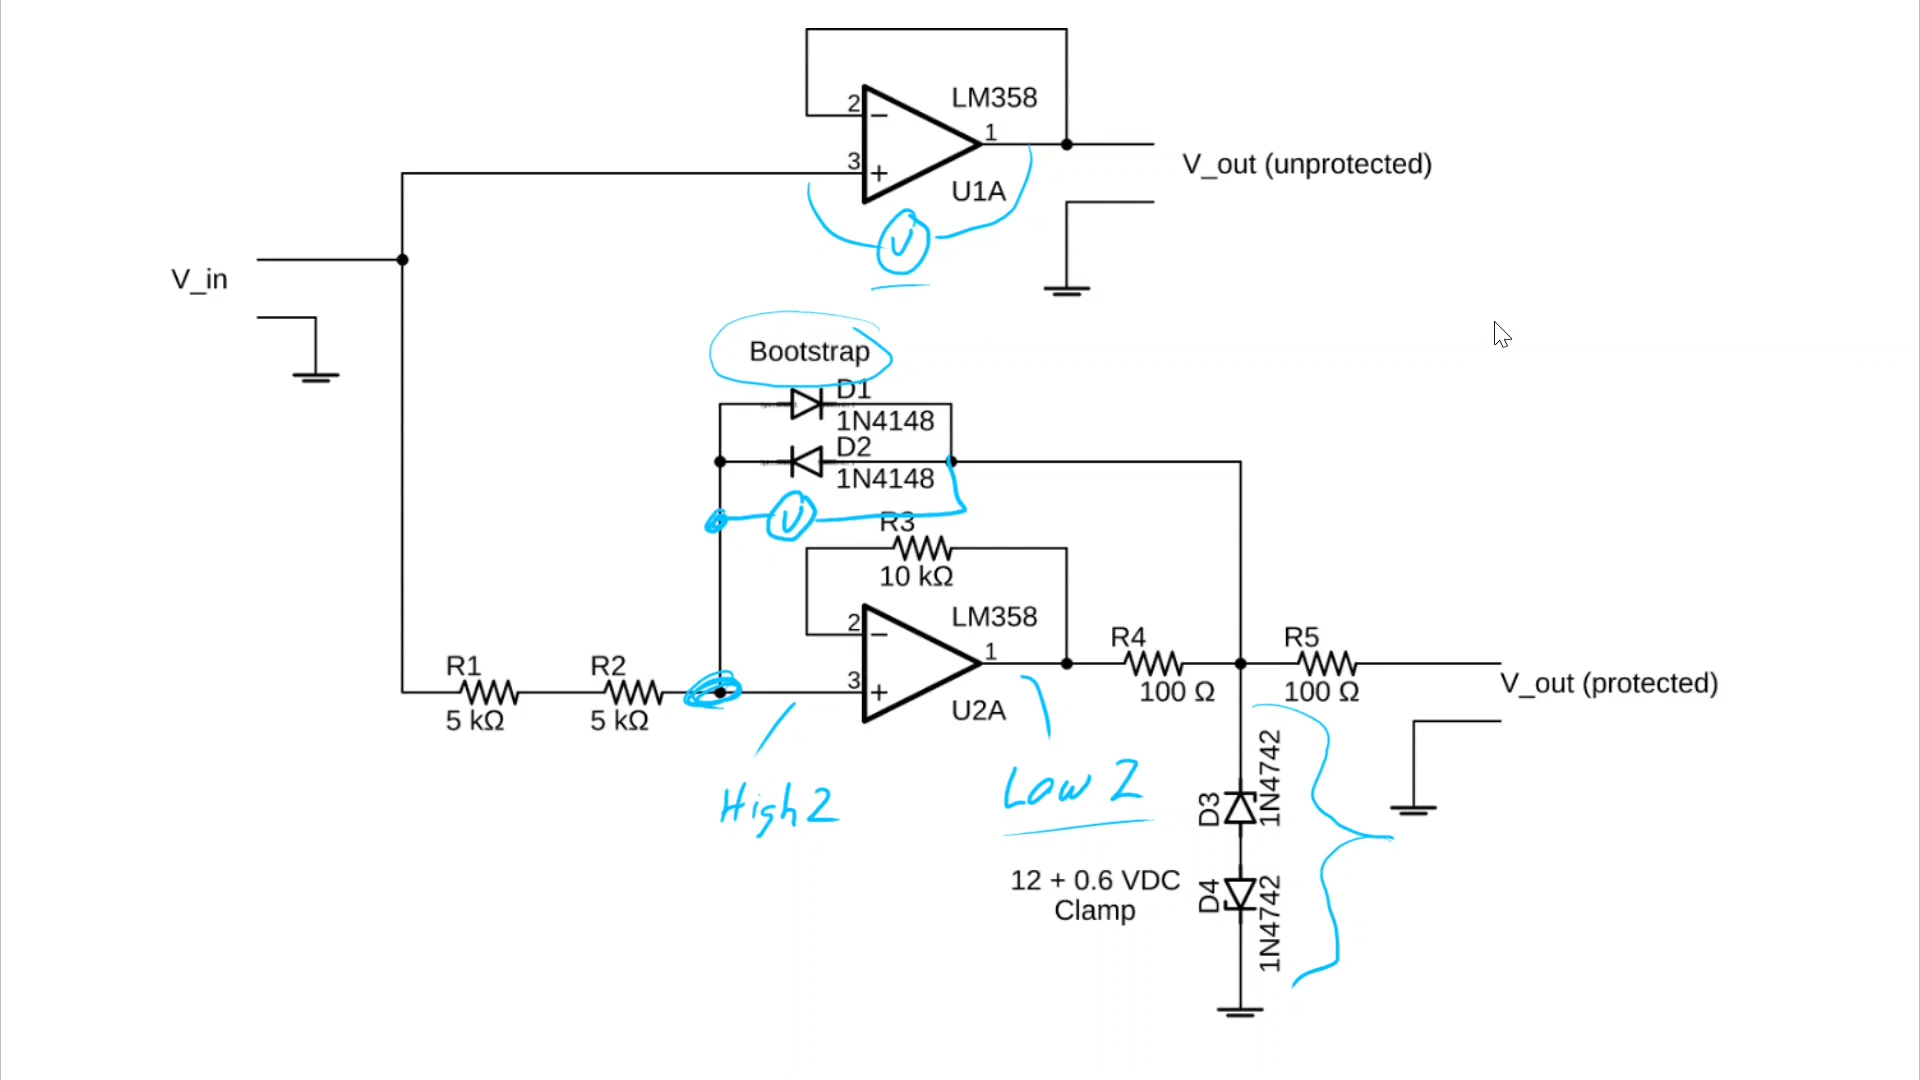 LM358
2
−
1
V_out (unprotected)
3
+
U1A
V
V_in
Bootstrap
D1
1N4148
D2
1N4148
V
R3
10 kΩ
LM358
2
−
1
R4
R5
R1
R2
3
+
100 Ω
100 Ω
V_out (protected)
5 kΩ
5 kΩ
U2A
High Z
Low Z
D3
1N4742
12 + 0.6 VDC
Clamp
D4
1N4742